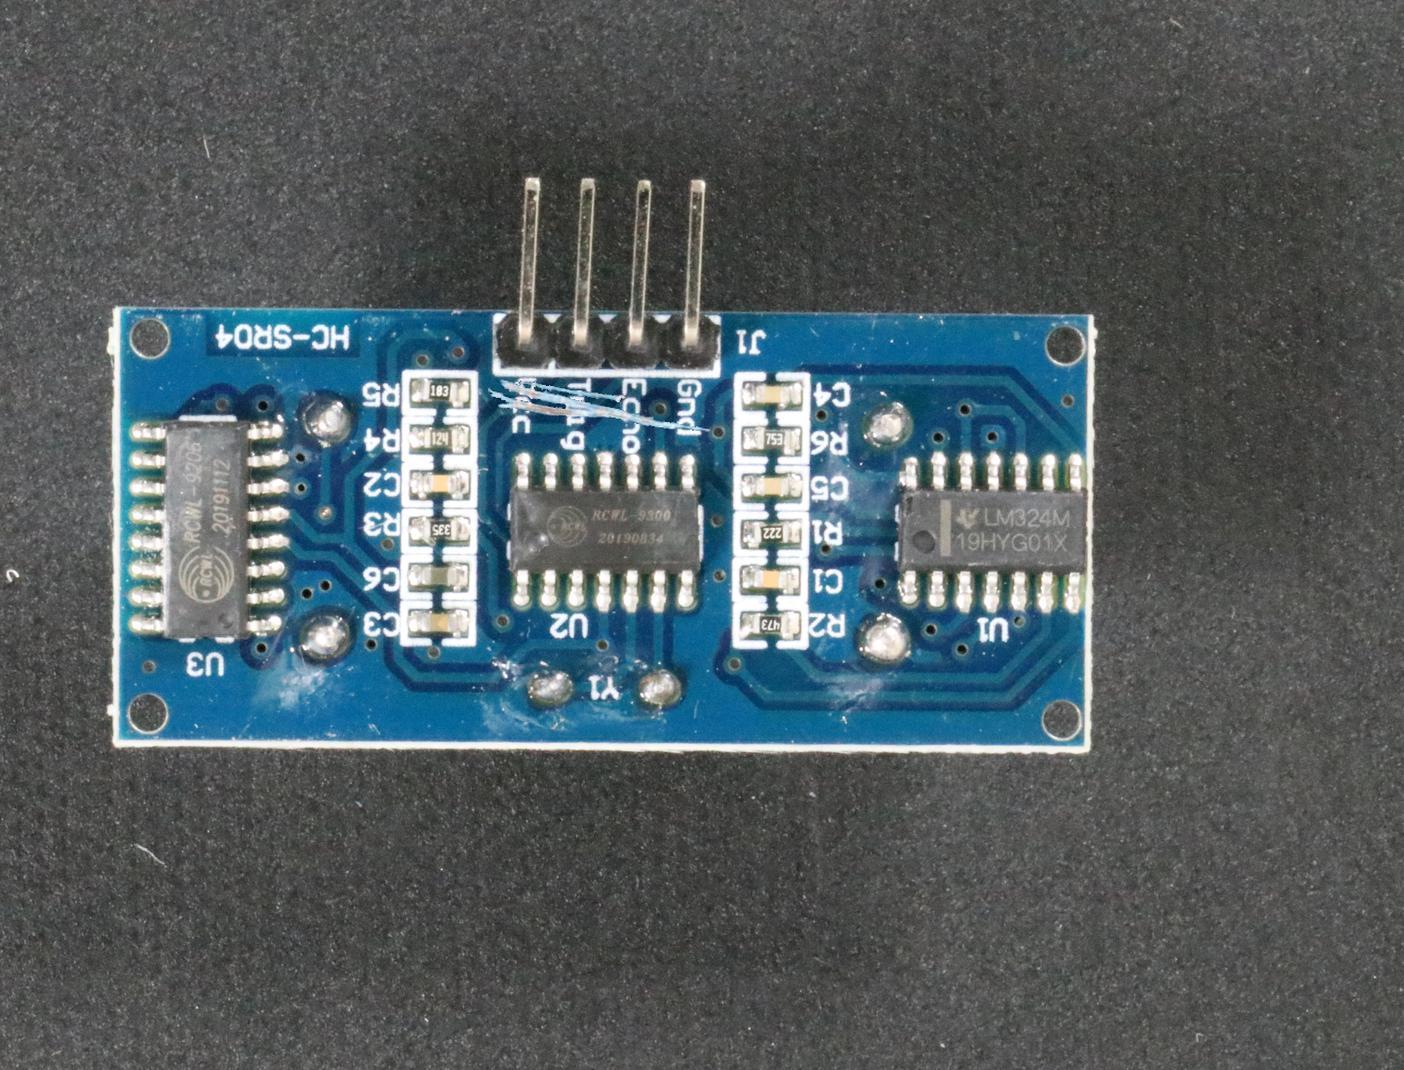 HC-SR04
J1
Trig
Echo
Gnd
R5
103
R4
124
C2
R3
335
C6
C3
C4
R6
753
C5
R1
222
C1
R2
473
20191112
RCWL
U3
RCWL-9300
20190834
U2
Y1
LM324M
19HYG01X
U1